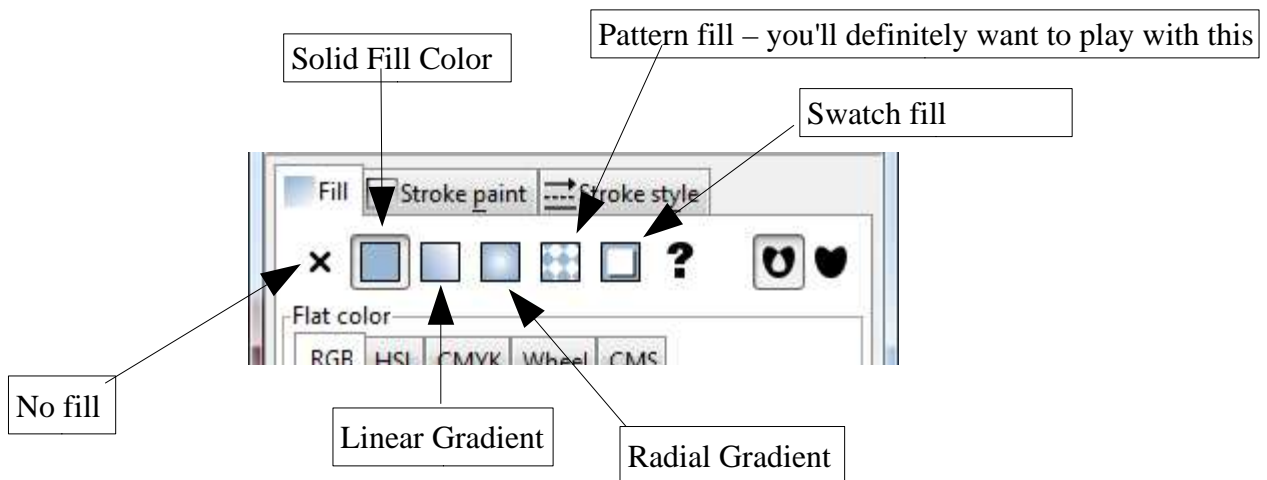 Pattern fill – you'll definitely want to play with this
Solid Fill Color
Swatch fill
Fill Stroke paint Stroke style
?
Flat color
RGB HSL CMYK Wheel CMS
No fill
Linear Gradient
Radial Gradient